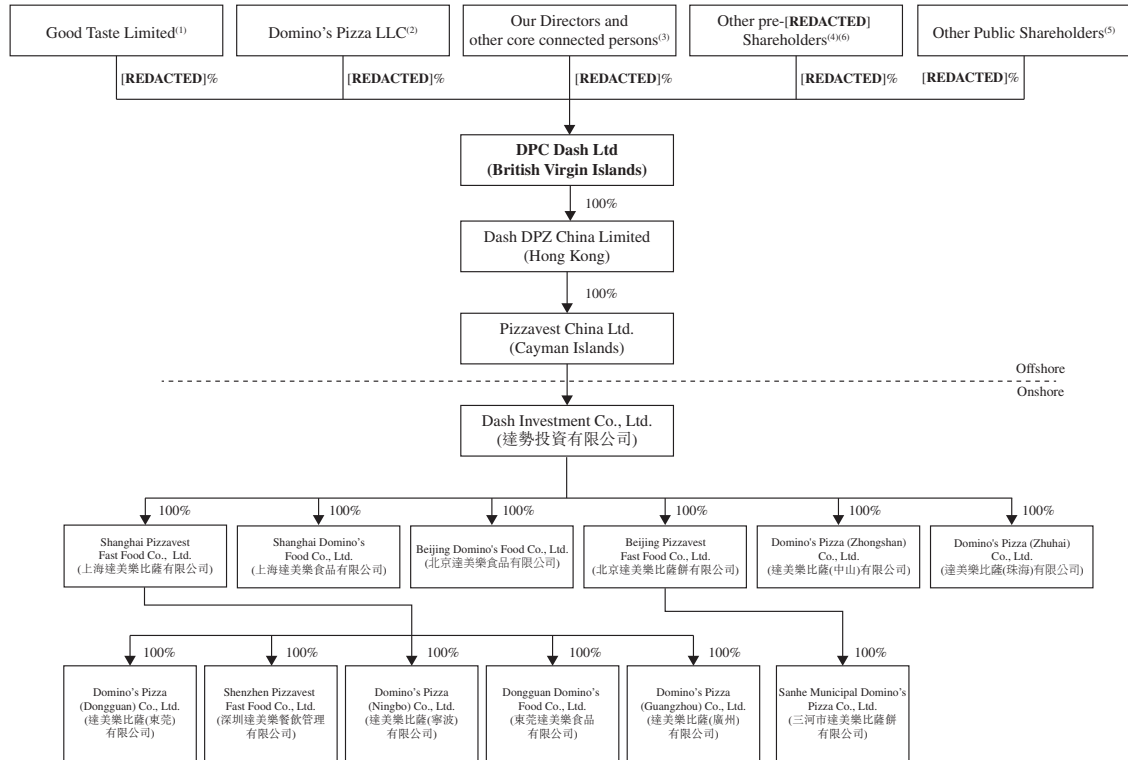 Good Taste Limited(1)
Domino's Pizza LLC(2)
Our Directors and
other core connected persons(3)
Other pre-[REDACTED]
Shareholders(4)(6)
Other Public Shareholders(5)
[REDACTED]%
[REDACTED]%
[REDACTED]%
[REDACTED]%
[REDACTED]%
DPC Dash Ltd
(British Virgin Islands)
100%
Dash DPZ China Limited
(Hong Kong)
100%
Pizzavest China Ltd.
(Cayman Islands)
Offshore
Onshore
Dash Investment Co., Ltd.
(達勢投資有限公司)
100%
100%
100%
100%
100%
100%
Shanghai Pizzavest
Fast Food Co., Ltd.
(上海達美樂比薩有限公司)
Shanghai Domino's
Food Co., Ltd.
(上海達美樂食品有限公司)
Beijing Domino's Food Co., Ltd.
(北京達美樂食品有限公司)
Beijing Pizzavest
Fast Food Co., Ltd.
(北京達美樂比薩餅有限公司)
Domino's Pizza (Zhongshan)
Co., Ltd.
(達美樂比薩(中山)有限公司)
Domino's Pizza (Zhuhai)
Co., Ltd.
(達美樂比薩(珠海)有限公司)
100%
100%
100%
100%
100%
100%
Domino's Pizza
(Dongguan) Co., Ltd.
(達美樂比薩(東莞)
有限公司)
Shenzhen Pizzavest
Fast Food Co., Ltd.
(深圳達美樂餐飲管理
有限公司)
Domino's Pizza
(Ningbo) Co., Ltd.
(達美樂比薩(寧波)
有限公司)
Dongguan Domino's
Food Co., Ltd.
(東莞達美樂食品
有限公司)
Domino's Pizza
(Guangzhou) Co., Ltd.
(達美樂比薩(廣州)
有限公司)
Sanhe Municipal Domino's
Pizza Co., Ltd.
(三河市達美樂比薩餅
有限公司)